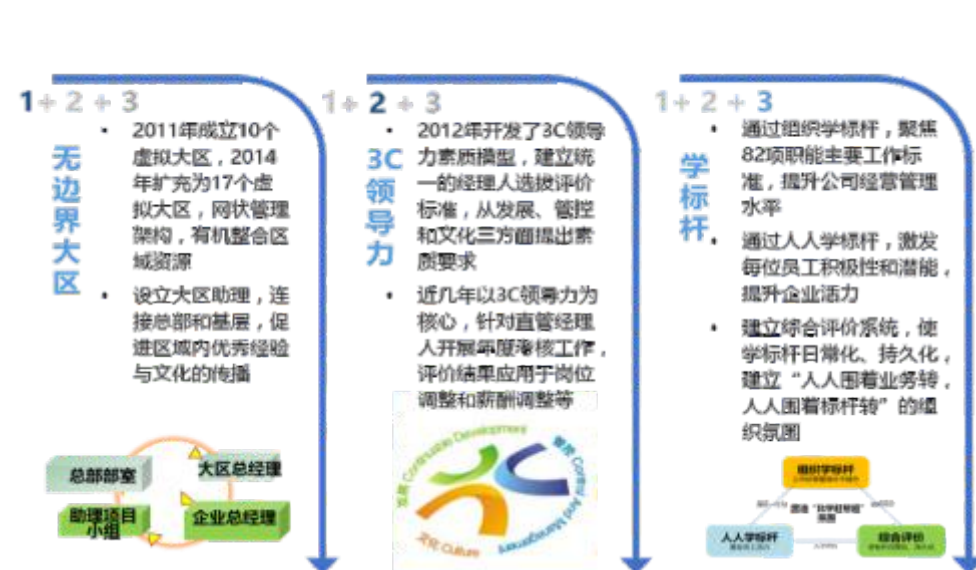 1+ 2 + 3
无边界大区
• 2011年成立10个
虚拟大区，2014
年扩充为17个虚
拟大区，网状管理
架构，有机整合区
域资源
• 设立大区助理，连
接总部和基层，促
进区域内优秀经验
与文化的传播
总部部室
大区总经理
助理项目
小组
企业总经理
1+ 2 + 3
3C领导力
• 2012年开发了3C领导
力素质模型，建立统
一的经理人选拔评价
标准，从发展、管控
和文化三方面提出素
质要求
• 近几年以3C领导力为
核心，针对直管经理
人开展年度考核工作，
评价结果应用于岗位
调整和薪酬调整等
发展 Continuable Development
管控 Control And Management
文化 Culture
1+ 2 + 3
学标杆
• 通过组织学标杆，聚焦
82项职能主要工作标
准，提升公司经营管理
水平
• 通过人人学标杆，激发
每位员工积极性和潜能，
提升企业活力
• 建立综合评价系统，使
学标杆日常化、持久化，
建立“人人围着业务转，
人人围着标杆转”的组
织氛围
组织学标杆
人人学标杆
综合评价